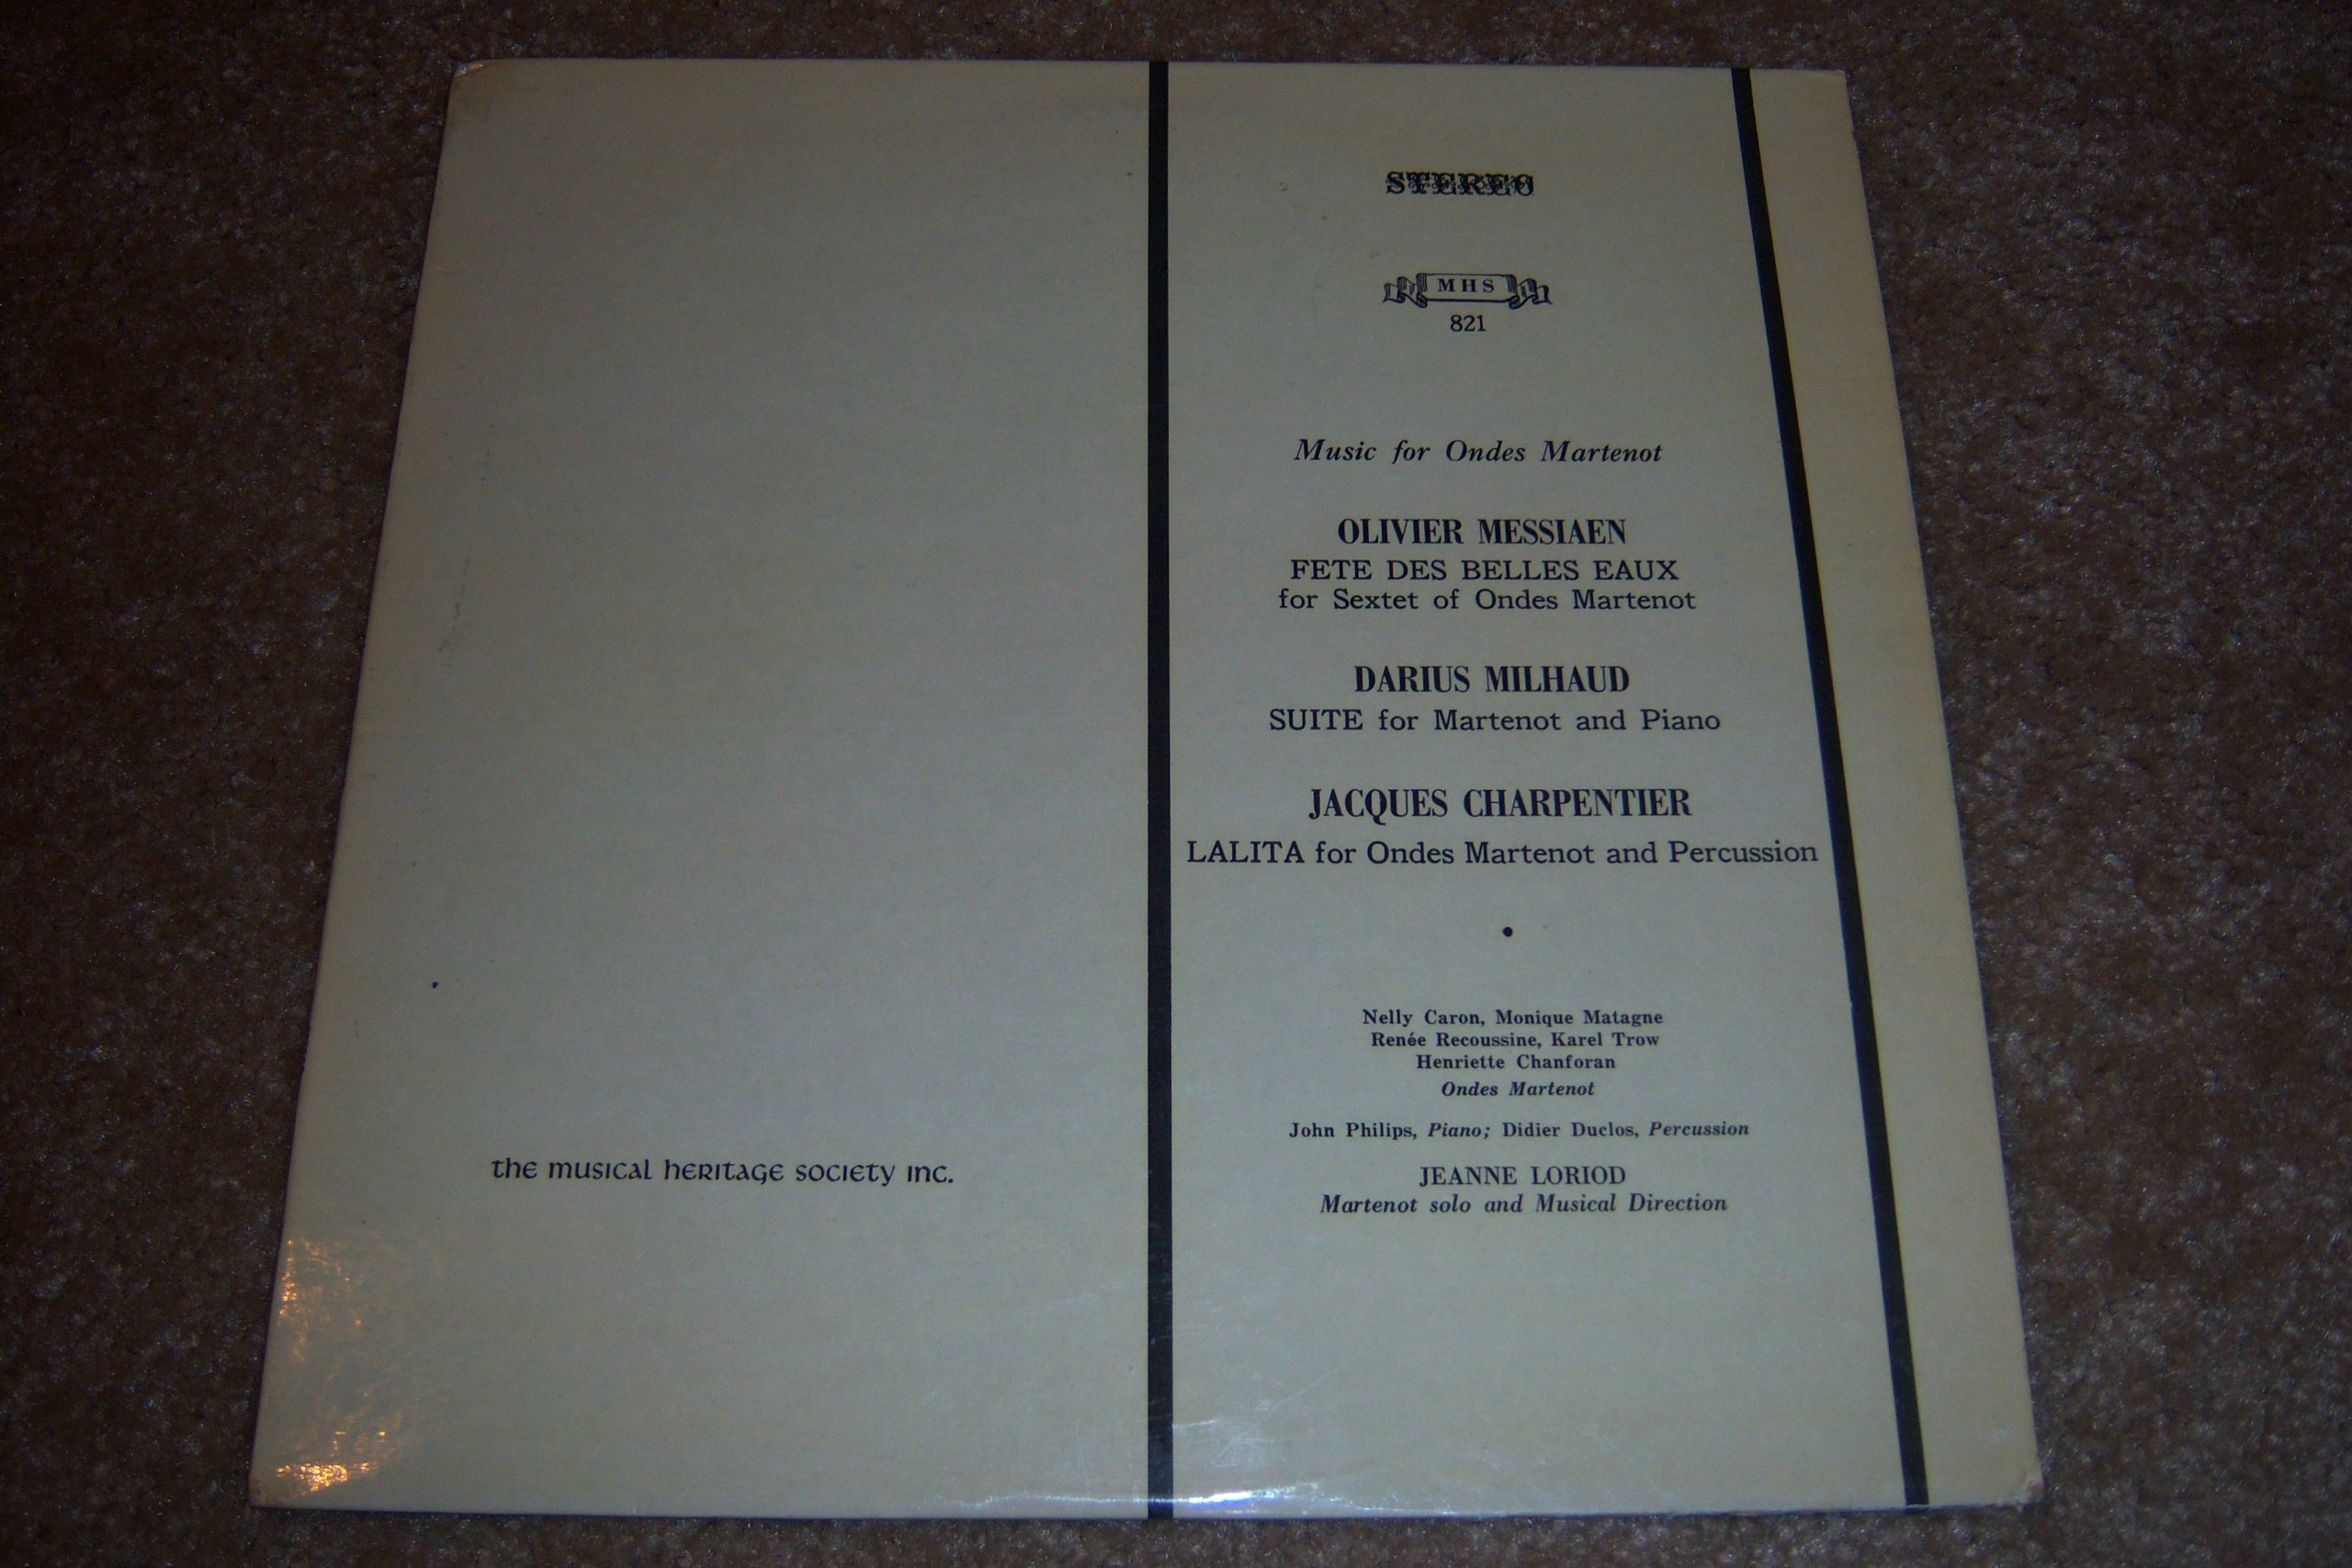 STEREO
MHS
821
Music for Ondes Martenot
OLIVIER MESSIAEN
FETE DES BELLES EAUX
for Sextet of Ondes Martenot
DARIUS MILHAUD
SUITE for Martenot and Piano
JACQUES CHARPENTIER
LALITA for Ondes Martenot and Percussion
Nelly Caron, Monique Matagne
Renée Recoussine, Karel Trow
Henriette Chanforan
Ondes Martenot
John Philips, Piano; Didier Duclos, Percussion
JEANNE LORIOD
Martenot solo and Musical Direction
the musical heritage society inc.